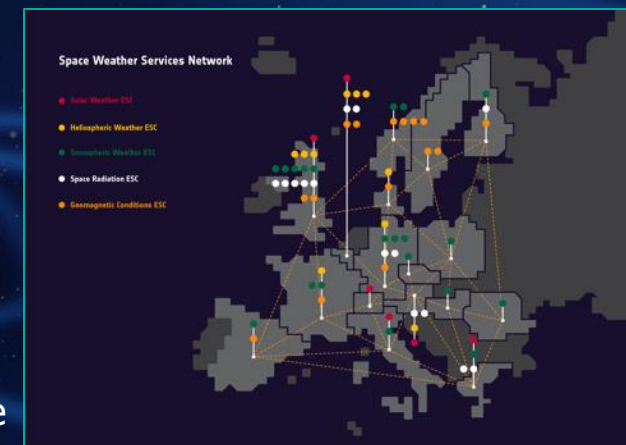 Space Weather Services Network
Solar Weather ESC
Heliospheric Weather ESC
Ionospheric Weather ESC
Space Radiation ESC
Geomagnetic Conditions ESC
e